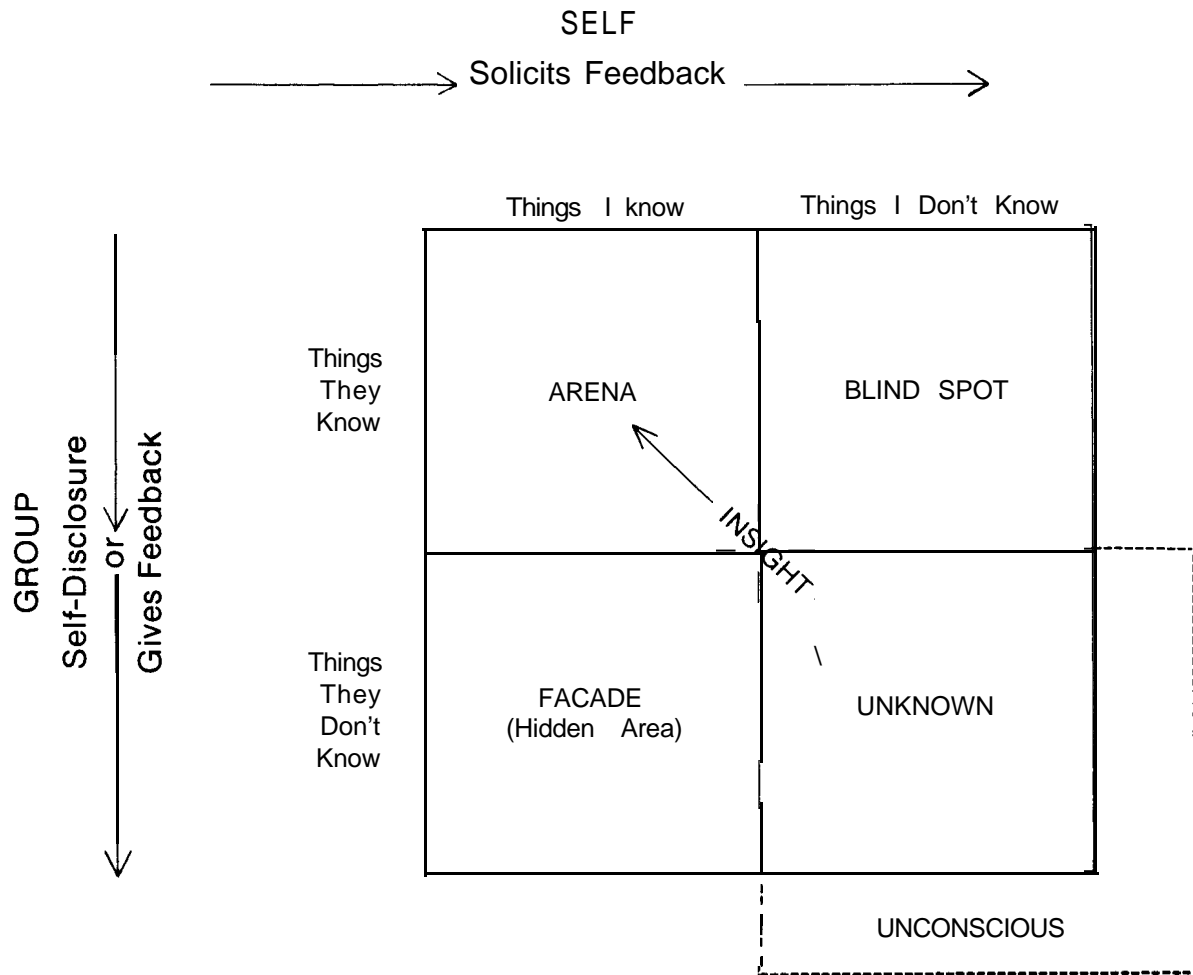 SELF
Solicits Feedback
Things I know
Things I Don't Know
Things
They
Know
ARENA
BLIND SPOT
INSIGHT
GROUP
Self-Disclosure
or
Gives Feedback
Things
They
Don't
Know
FACADE
(Hidden Area)
UNKNOWN
UNCONSCIOUS